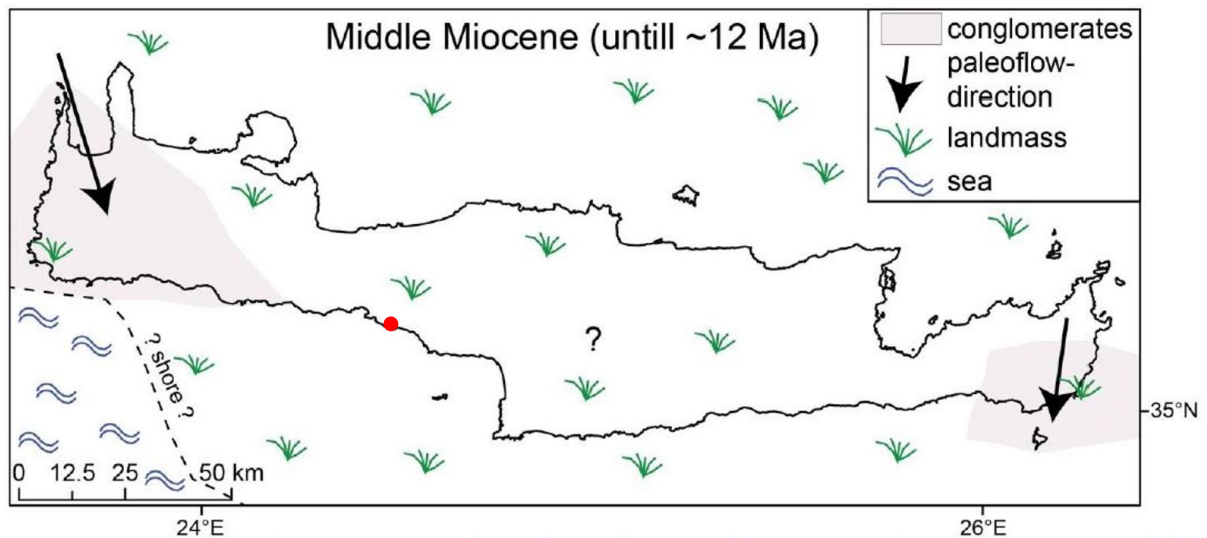 Middle Miocene (untill ~12 Ma)
conglomerates
paleoflow-
direction
landmass
sea
?
? shore ?
35°N
0 12.5 25 50 km
24°E 26°E